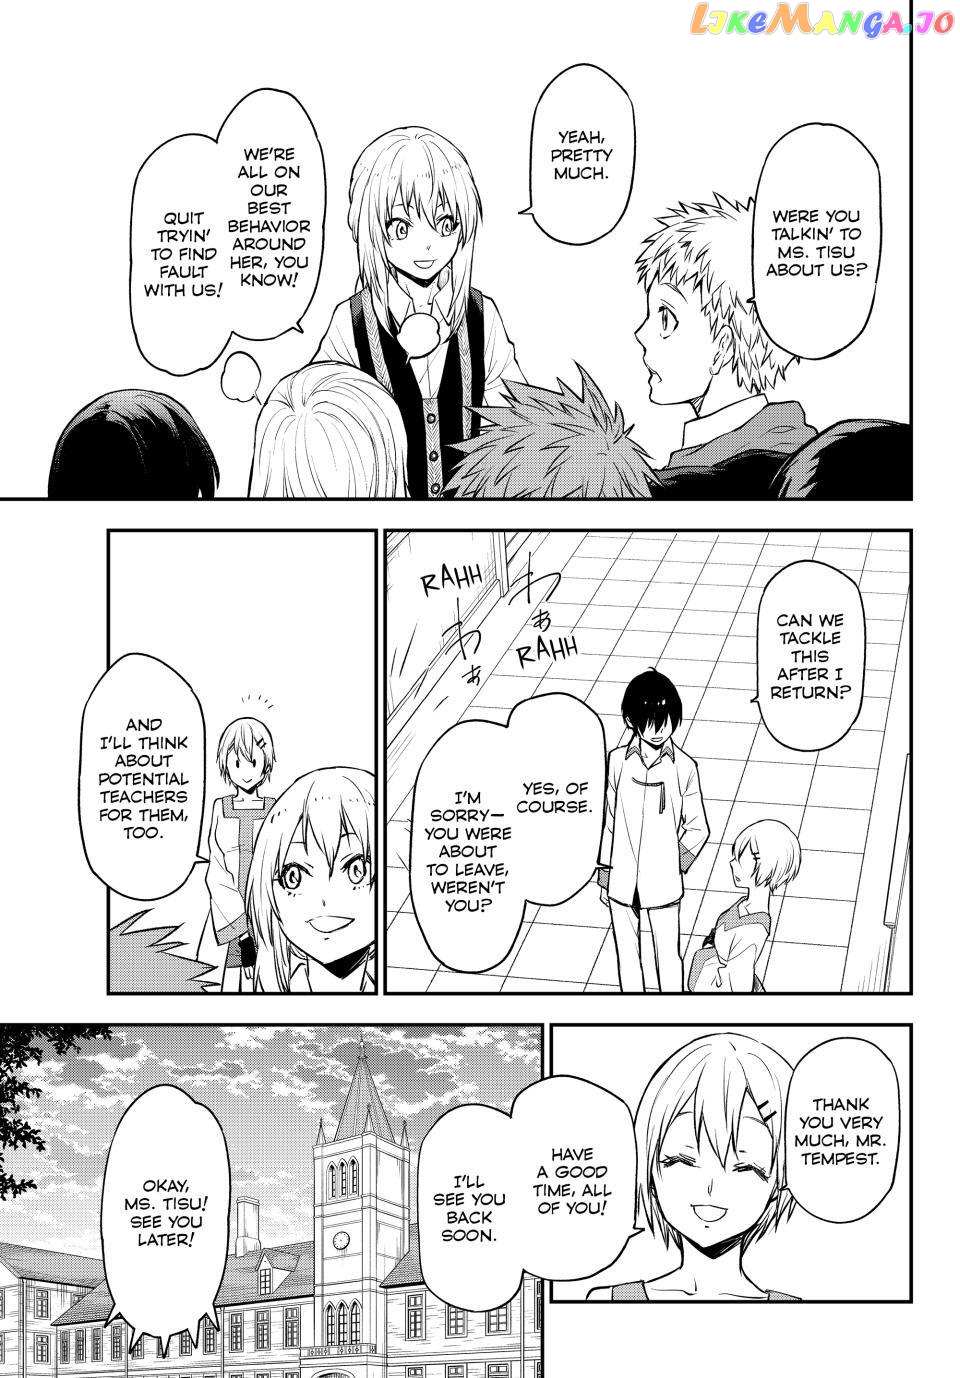 LIKEMANGA.IO
WERE YOU
TALKIN' TO
MS. TISU
ABOUT US?
YEAH,
PRETTY
MUCH.
WE'RE
ALL ON
OUR
BEST
BEHAVIOR
AROUND
HER, YOU
KNOW!
QUIT
TRYIN'
TO FIND
FAULT
WITH US!
CAN WE
TACKLE
THIS
AFTER I
RETURN?
わぁ
RAHH
わぁ
RAHH
YES, OF
COURSE.
I'M
SORRY—
YOU WERE
ABOUT
TO LEAVE,
WEREN'T
YOU?
AND
I'LL THINK
ABOUT
POTENTIAL
TEACHERS
FOR THEM,
TOO.
THANK
YOU VERY
MUCH, MR.
TEMPEST.
HAVE
A GOOD
TIME, ALL
OF YOU!
I'LL
SEE YOU
BACK
SOON.
OKAY,
MS. TISU!
SEE YOU
LATER!